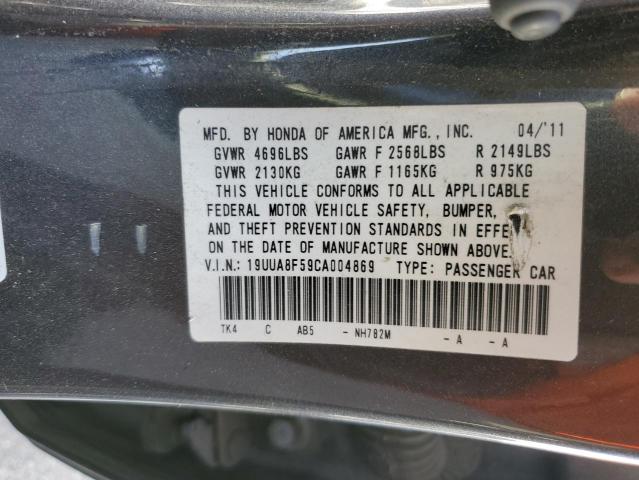 MFD. BY HONDA OF AMERICA MFG., INC. 04/'11
GVWR 4696LBS GAWR F 2568LBS R 2149LBS
GVWR 2130KG GAWR F 1165KG R 975KG
THIS VEHICLE CONFORMS TO ALL APPLICABLE
FEDERAL MOTOR VEHICLE SAFETY, BUMPER,
AND THEFT PREVENTION STANDARDS IN EFFE
ON THE DATE OF MANUFACTURE SHOWN ABOVE.
V.I.N.: 19UUA8F59CA004869 TYPE: PASSENGER CAR
TK4 C AB5 - NH782M - A - A